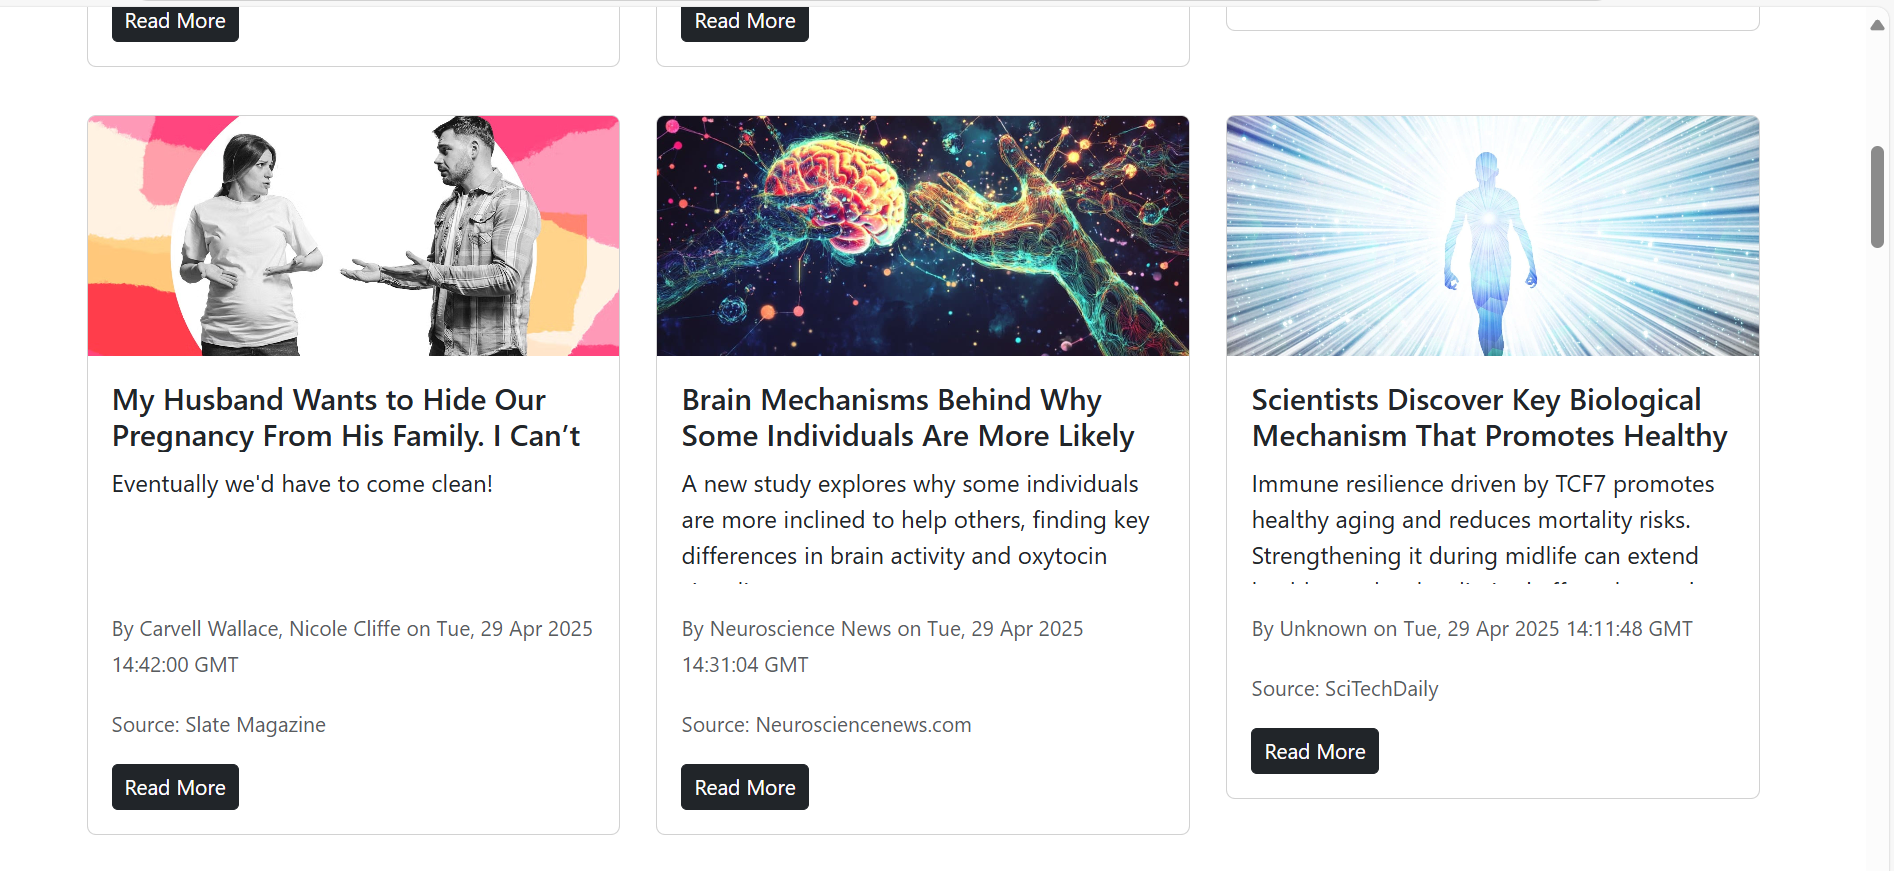 Read More
Read More
My Husband Wants to Hide Our
Pregnancy From His Family. I Can’t
Eventually we'd have to come clean!
By Carvell Wallace, Nicole Cliffe on Tue, 29 Apr 2025
14:42:00 GMT
Source: Slate Magazine
Read More
Brain Mechanisms Behind Why
Some Individuals Are More Likely
A new study explores why some individuals
are more inclined to help others, finding key
differences in brain activity and oxytocin
By Neuroscience News on Tue, 29 Apr 2025
14:31:04 GMT
Source: Neurosciencenews.com
Read More
Scientists Discover Key Biological
Mechanism That Promotes Healthy
Immune resilience driven by TCF7 promotes
healthy aging and reduces mortality risks.
Strengthening it during midlife can extend
By Unknown on Tue, 29 Apr 2025 14:11:48 GMT
Source: SciTechDaily
Read More